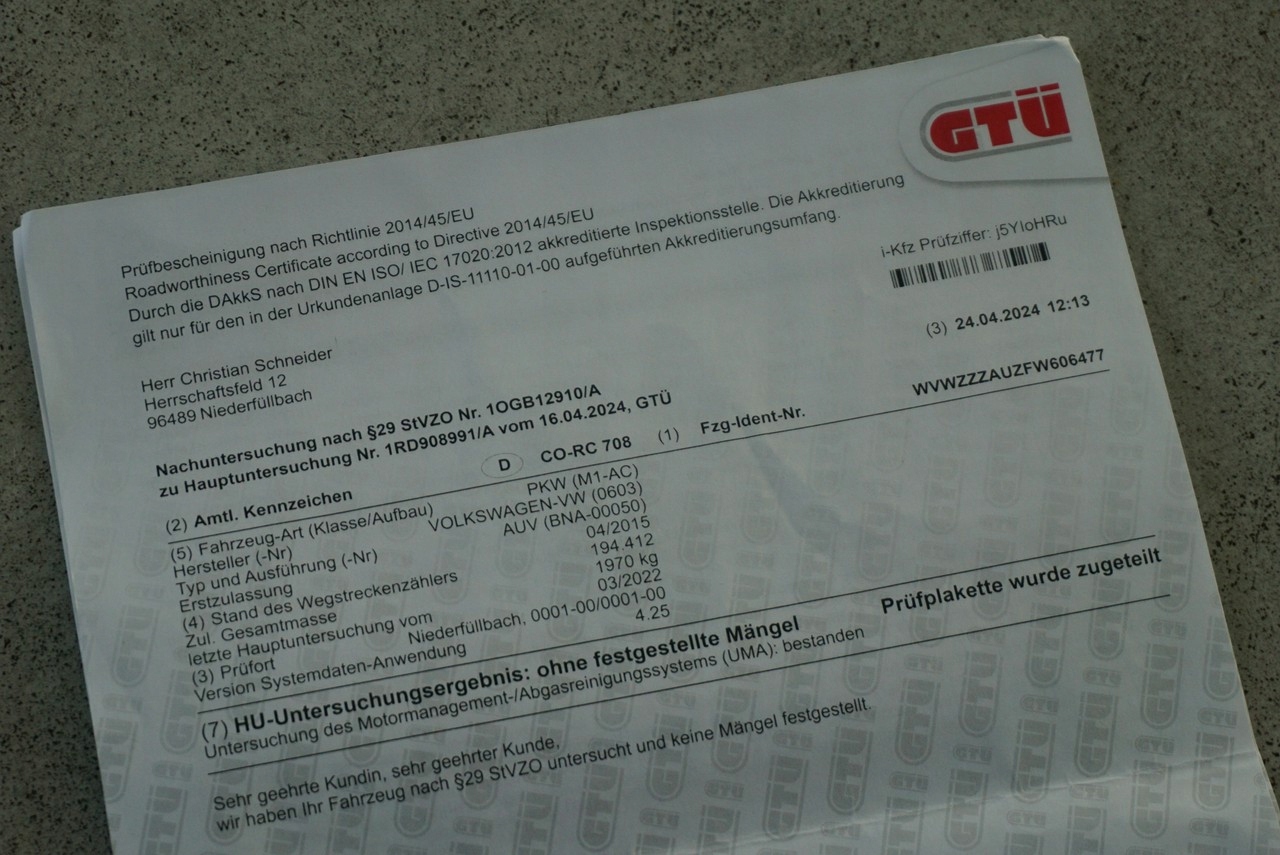 GTÜ
Prüfbescheinigung nach Richtlinie 2014/45/EU
Roadworthiness Certificate according to Directive 2014/45/EU
Durch die DAkkS nach DIN EN ISO/ IEC 17020:2012 akkreditierte Inspektionsstelle. Die Akkreditierung
gilt nur für den in der Urkundenanlage D-IS-11110-01-00 aufgeführten Akkreditierungsumfang.
i-Kfz Prüfziffer: j5YIoHRu
(3) 24.04.2024 12:13
Herr Christian Schneider
Herrschaftsfeld 12
96489 Niederfüllbach
Nachuntersuchung nach §29 StVZO Nr. 1OGB12910/A
zu Hauptuntersuchung Nr. 1RD908991/A vom 16.04.2024, GTÜ
(2) Amtl. Kennzeichen D CO-RC 708 (1) Fzg-Ident-Nr. WVWZZZAUZFW606477
(5) Fahrzeug-Art (Klasse/Aufbau) PKW (M1-AC)
Hersteller (-Nr) VOLKSWAGEN-VW (0603)
Typ und Ausführung (-Nr) AUV (BNA-00050)
Erstzulassung 04/2015
(4) Stand des Wegstreckenzählers 194.412
Zul. Gesamtmasse 1970 kg
letzte Hauptuntersuchung vom 03/2022
(3) Prüfort Niederfüllbach, 0001-00/0001-00
Version Systemdaten-Anwendung 4.25
(7) HU-Untersuchungsergebnis: ohne festgestellte Mängel Prüfplakette wurde zugeteilt
Untersuchung des Motormanagement-/Abgasreinigungssystems (UMA): bestanden
Sehr geehrte Kundin, sehr geehrter Kunde,
wir haben Ihr Fahrzeug nach §29 StVZO untersucht und keine Mängel festgestellt.